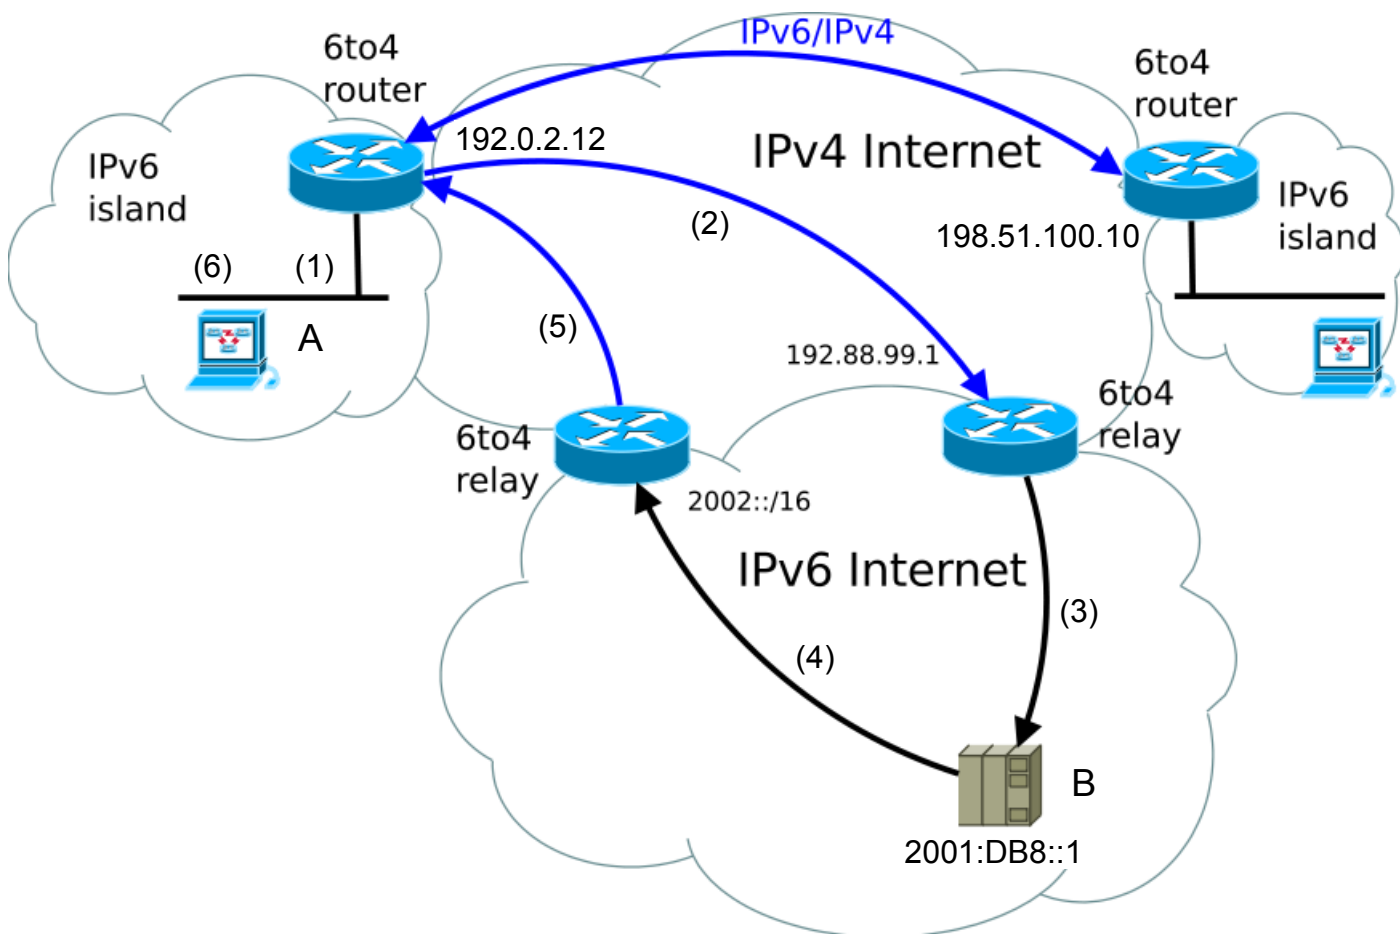 IPv6/IPv4
6to4
router
6to4
router
192.0.2.12
IPv4 Internet
IPv6
island
IPv6
island
(2)
198.51.100.10
(6)
(1)
(5)
A
192.88.99.1
6to4
relay
6to4
relay
2002::/16
IPv6 Internet
(3)
(4)
B
2001:DB8::1